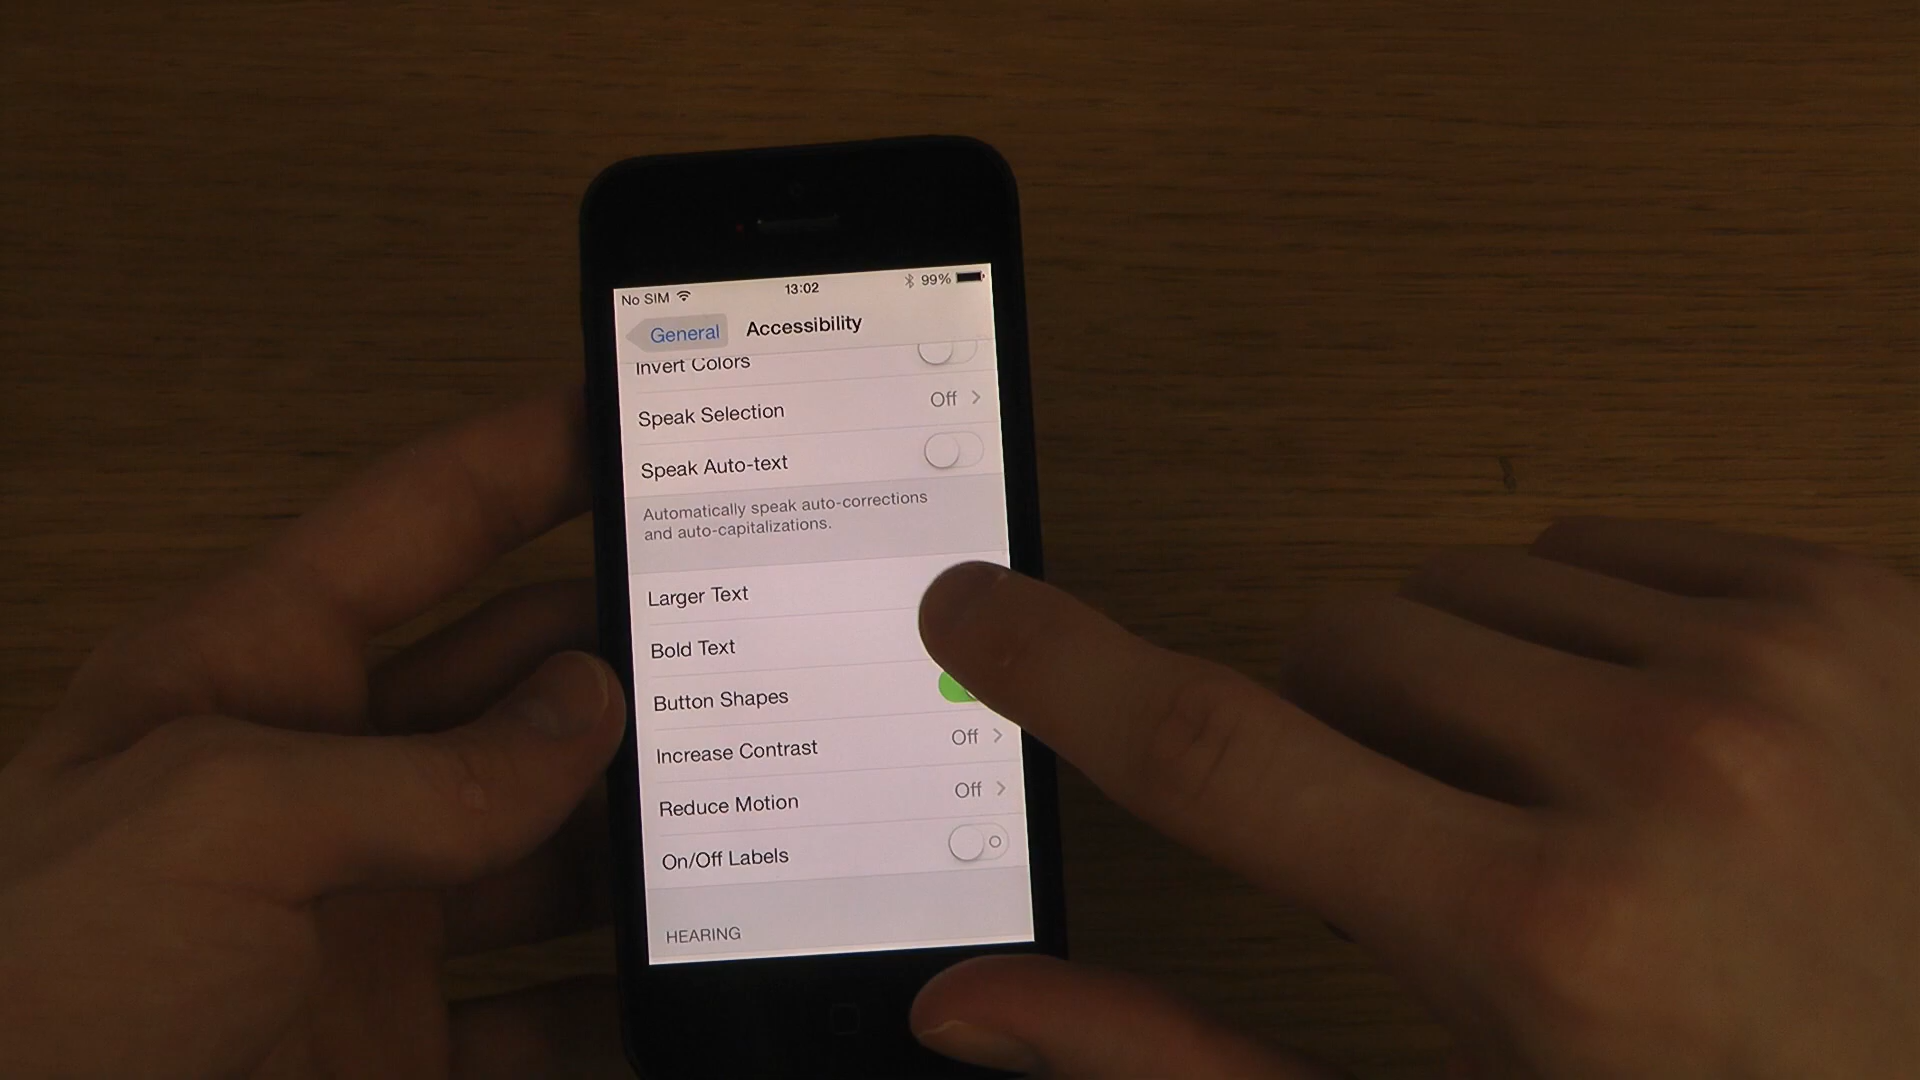 No SIM 13:02 99%
General Accessibility
Invert Colors
Speak Selection Off
Speak Auto-text
Automatically speak auto-corrections
and auto-capitalizations.
Larger Text
Bold Text
Button Shapes
Increase Contrast Off
Reduce Motion Off
On/Off Labels
HEARING